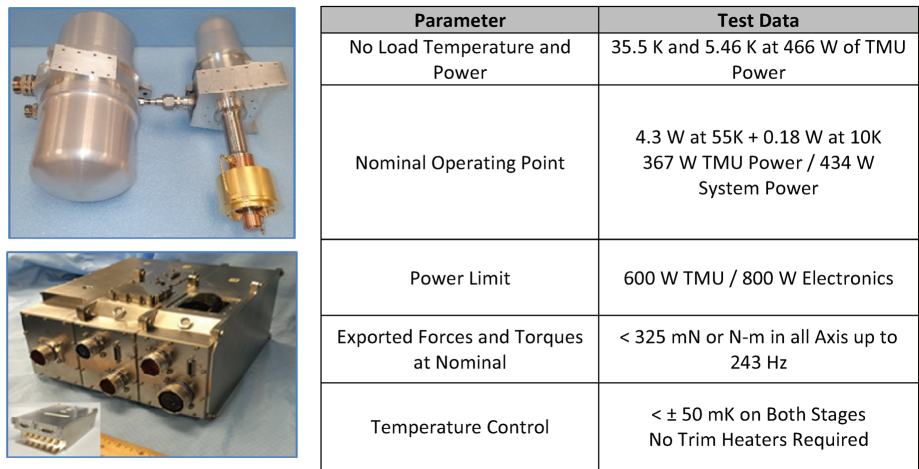 Parameter
Test Data
No Load Temperature and
Power
35.5 K and 5.46 K at 466 W of TMU
Power
Nominal Operating Point
4.3 W at 55K + 0.18 W at 10K
367 W TMU Power / 434 W
System Power
Power Limit
600 W TMU / 800 W Electronics
Exported Forces and Torques
at Nominal
< 325 mN or N-m in all Axis up to
243 Hz
Temperature Control
< ± 50 mK on Both Stages
No Trim Heaters Required